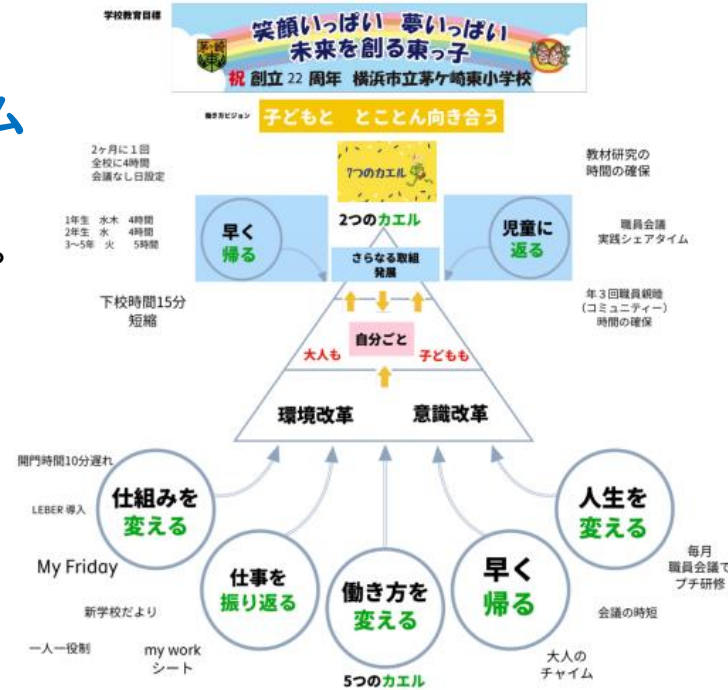 学校教育目標
笑顔いっぱい 夢いっぱい
未来を創る東っ子
祝 創立 22 周年 横浜市立茅ケ崎東小学校
働き方ビジョン
子どもと とことん向き合う
ム
。
2ヶ月に1回
全校に4時間
会議なし日設定
7つのカエル
教材研究の
時間の確保
2つのカエル
1年生 水木 4時間
2年生 水 4時間
3〜5年 火 5時間
早く
帰る
児童に
返る
職員会議
実践シェアタイム
さらなる取組
発展
下校時間15分
短縮
年3回職員親睦
(コミュニティー)
時間の確保
自分ごと
大人も
子どもも
環境改革
意識改革
開門時間10分遅れ
LEBER 導入
My Friday
新学校だより
一人一役制
my work
シート
仕組みを
変える
仕事を
振り返る
働き方を
変える
早く
帰る
人生を
変える
毎月
職員会議で
プチ研修
会議の時短
大人の
チャイム
5つのカエル